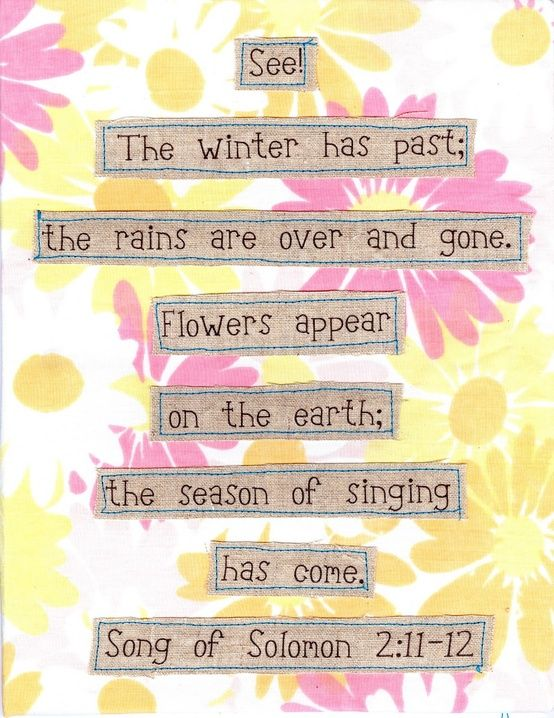 See!
The winter has past;
the rains are over and gone.
Flowers appear
on the earth;
the season of singing
has come.
Song of Solomon 2:11-12